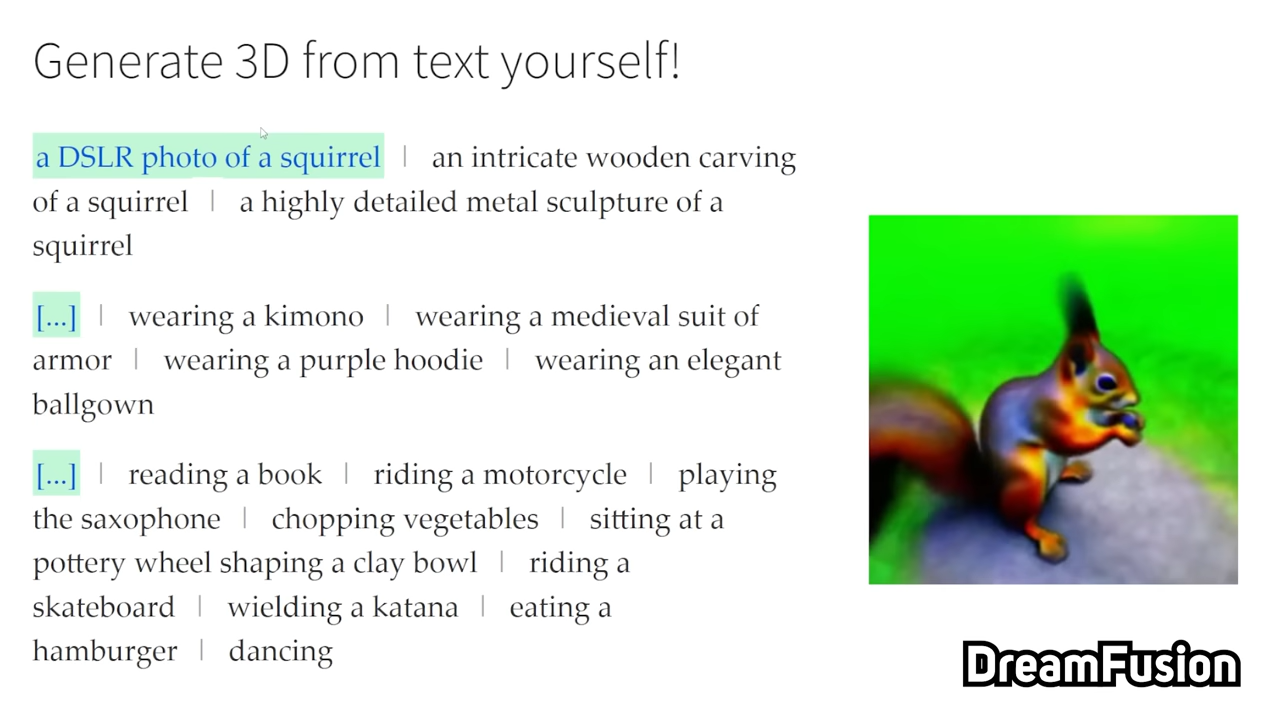 Generate 3D from text yourself!
a DSLR photo of a squirrel | an intricate wooden carving
of a squirrel | a highly detailed metal sculpture of a
squirrel
[...] | wearing a kimono | wearing a medieval suit of
armor | wearing a purple hoodie | wearing an elegant
ballgown
[...] | reading a book | riding a motorcycle | playing
the saxophone | chopping vegetables | sitting at a
pottery wheel shaping a clay bowl | riding a
skateboard | wielding a katana | eating a
hamburger | dancing
DreamFusion